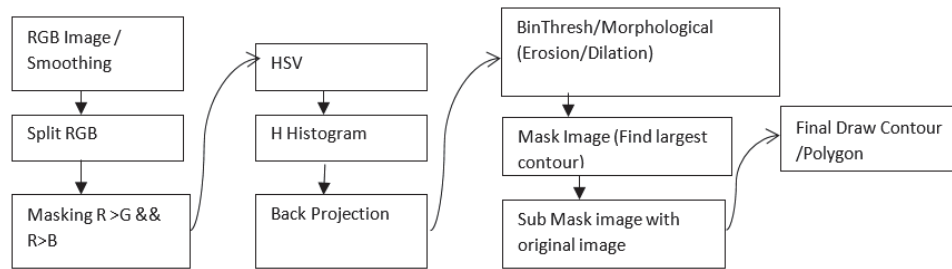 RGB Image /
Smoothing
Split RGB
Masking R >G &&
R>B
HSV
H Histogram
Back Projection
BinThresh/Morphological
(Erosion/Dilation)
Mask Image (Find largest
contour)
Sub Mask image with
original image
Final Draw Contour
/Polygon